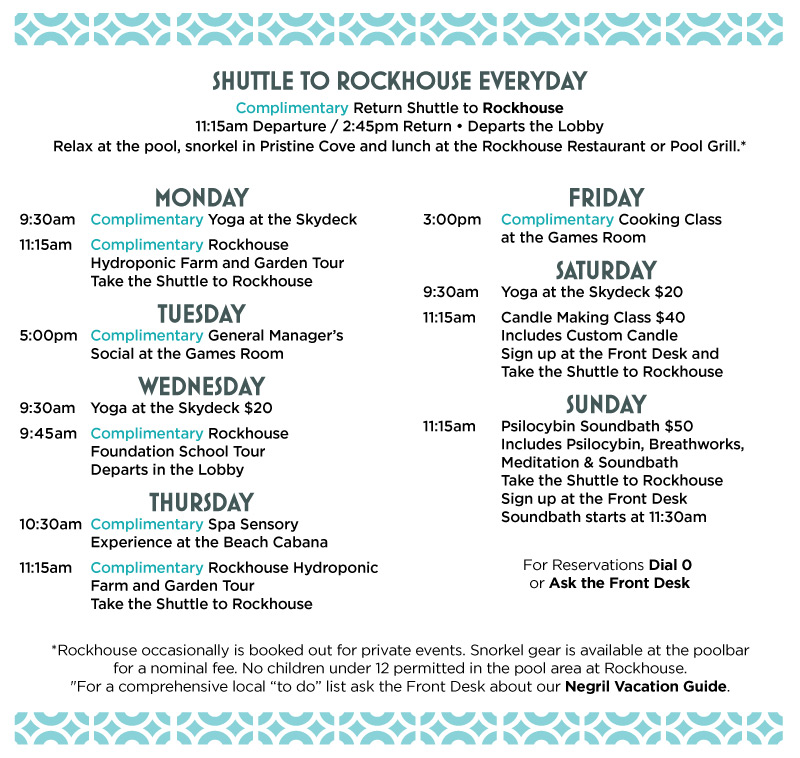 SHUTTLE TO ROCKHOUSE EVERYDAY
Complimentary Return Shuttle to Rockhouse
11:15am Departure / 2:45pm Return • Departs the Lobby
Relax at the pool, snorkel in Pristine Cove and lunch at the Rockhouse Restaurant or Pool Grill.*
MONDAY
9:30am Complimentary Yoga at the Skydeck
11:15am Complimentary Rockhouse
Hydroponic Farm and Garden Tour
Take the Shuttle to Rockhouse
TUESDAY
5:00pm Complimentary General Manager's
Social at the Games Room
WEDNESDAY
9:30am Yoga at the Skydeck $20
9:45am Complimentary Rockhouse
Foundation School Tour
Departs in the Lobby
THURSDAY
10:30am Complimentary Spa Sensory
Experience at the Beach Cabana
11:15am Complimentary Rockhouse Hydroponic
Farm and Garden Tour
Take the Shuttle to Rockhouse
FRIDAY
3:00pm Complimentary Cooking Class
at the Games Room
SATURDAY
9:30am Yoga at the Skydeck $20
11:15am Candle Making Class $40
Includes Custom Candle
Sign up at the Front Desk and
Take the Shuttle to Rockhouse
SUNDAY
11:15am Psilocybin Soundbath $50
Includes Psilocybin, Breathworks,
Meditation & Soundbath
Take the Shuttle to Rockhouse
Sign up at the Front Desk
Soundbath starts at 11:30am
For Reservations Dial 0
or Ask the Front Desk
*Rockhouse occasionally is booked out for private events. Snorkel gear is available at the poolbar
for a nominal fee. No children under 12 permitted in the pool area at Rockhouse.
"For a comprehensive local “to do” list ask the Front Desk about our Negril Vacation Guide.